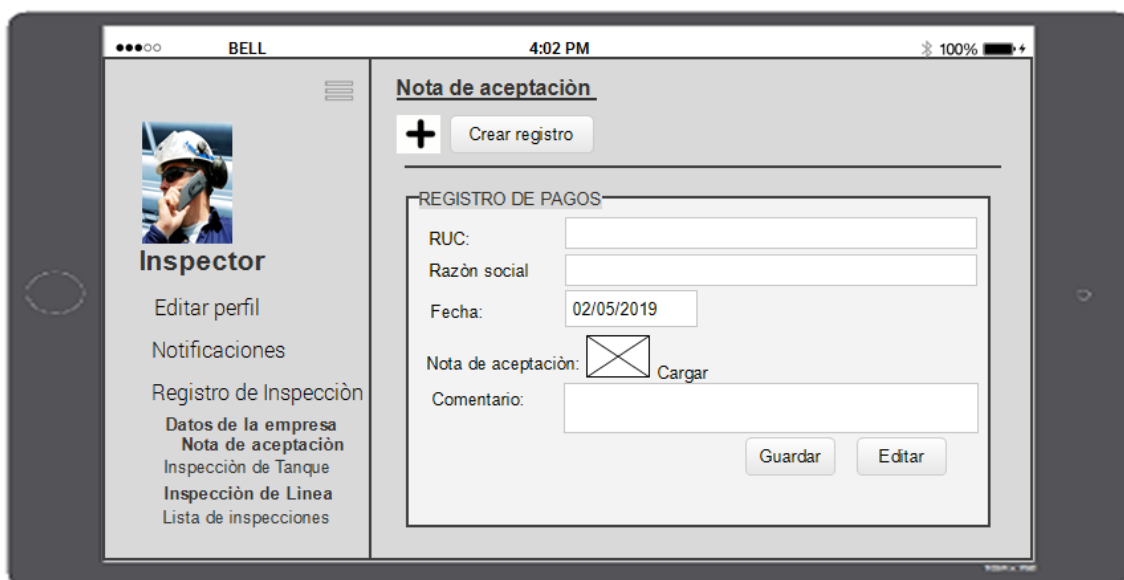 BELL 4:02 PM 100%
Inspector
Editar perfil
Notificaciones
Registro de Inspecciòn
Datos de la empresa
Nota de aceptaciòn
Inspecciòn de Tanque
Inspecciòn de Lìnea
Lista de inspecciones
Nota de aceptaciòn
Crear registro
REGISTRO DE PAGOS
RUC:
Razòn social
Fecha: 02/05/2019
Nota de aceptaciòn: Cargar
Comentario:
Guardar Editar